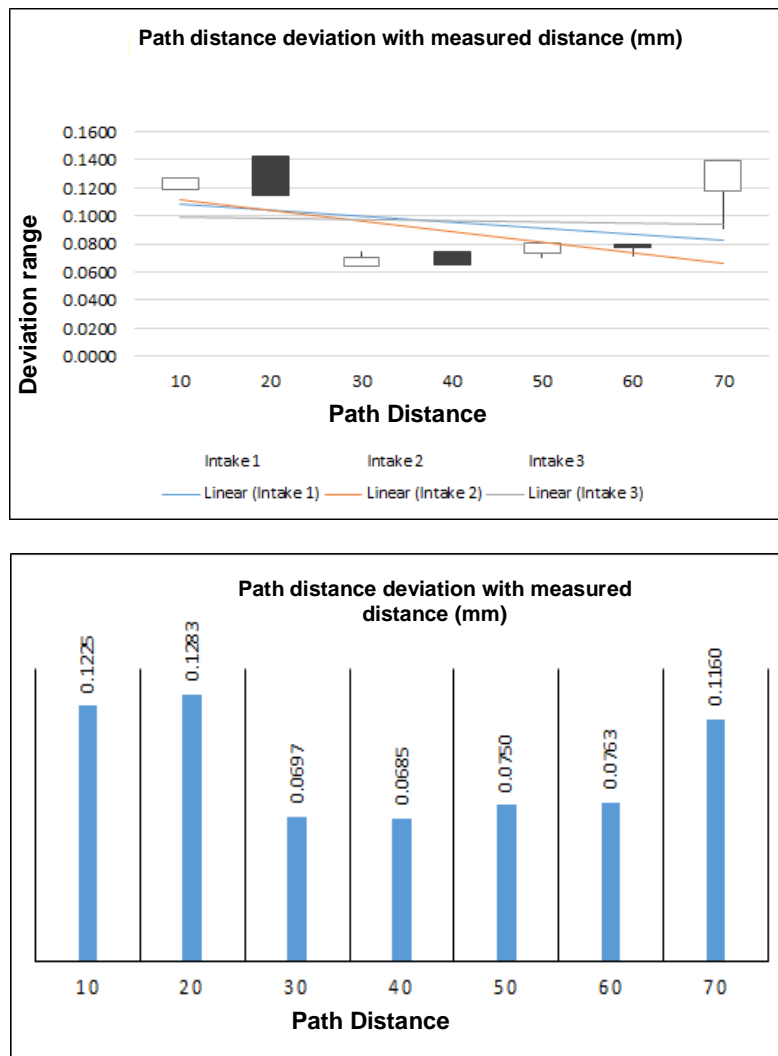 Path distance deviation with measured distance (mm)
Deviation range
0.1600
0.1400
0.1200
0.1000
0.0800
0.0600
0.0400
0.0200
0.0000
10 20 30 40 50 60 70
Path Distance
Intake 1 Intake 2 Intake 3
Linear (Intake 1) Linear (Intake 2) Linear (Intake 3)
Path distance deviation with measured
distance (mm)
0.1225 0.1283 0.0697 0.0685 0.0750 0.0763 0.1160
10 20 30 40 50 60 70
Path Distance